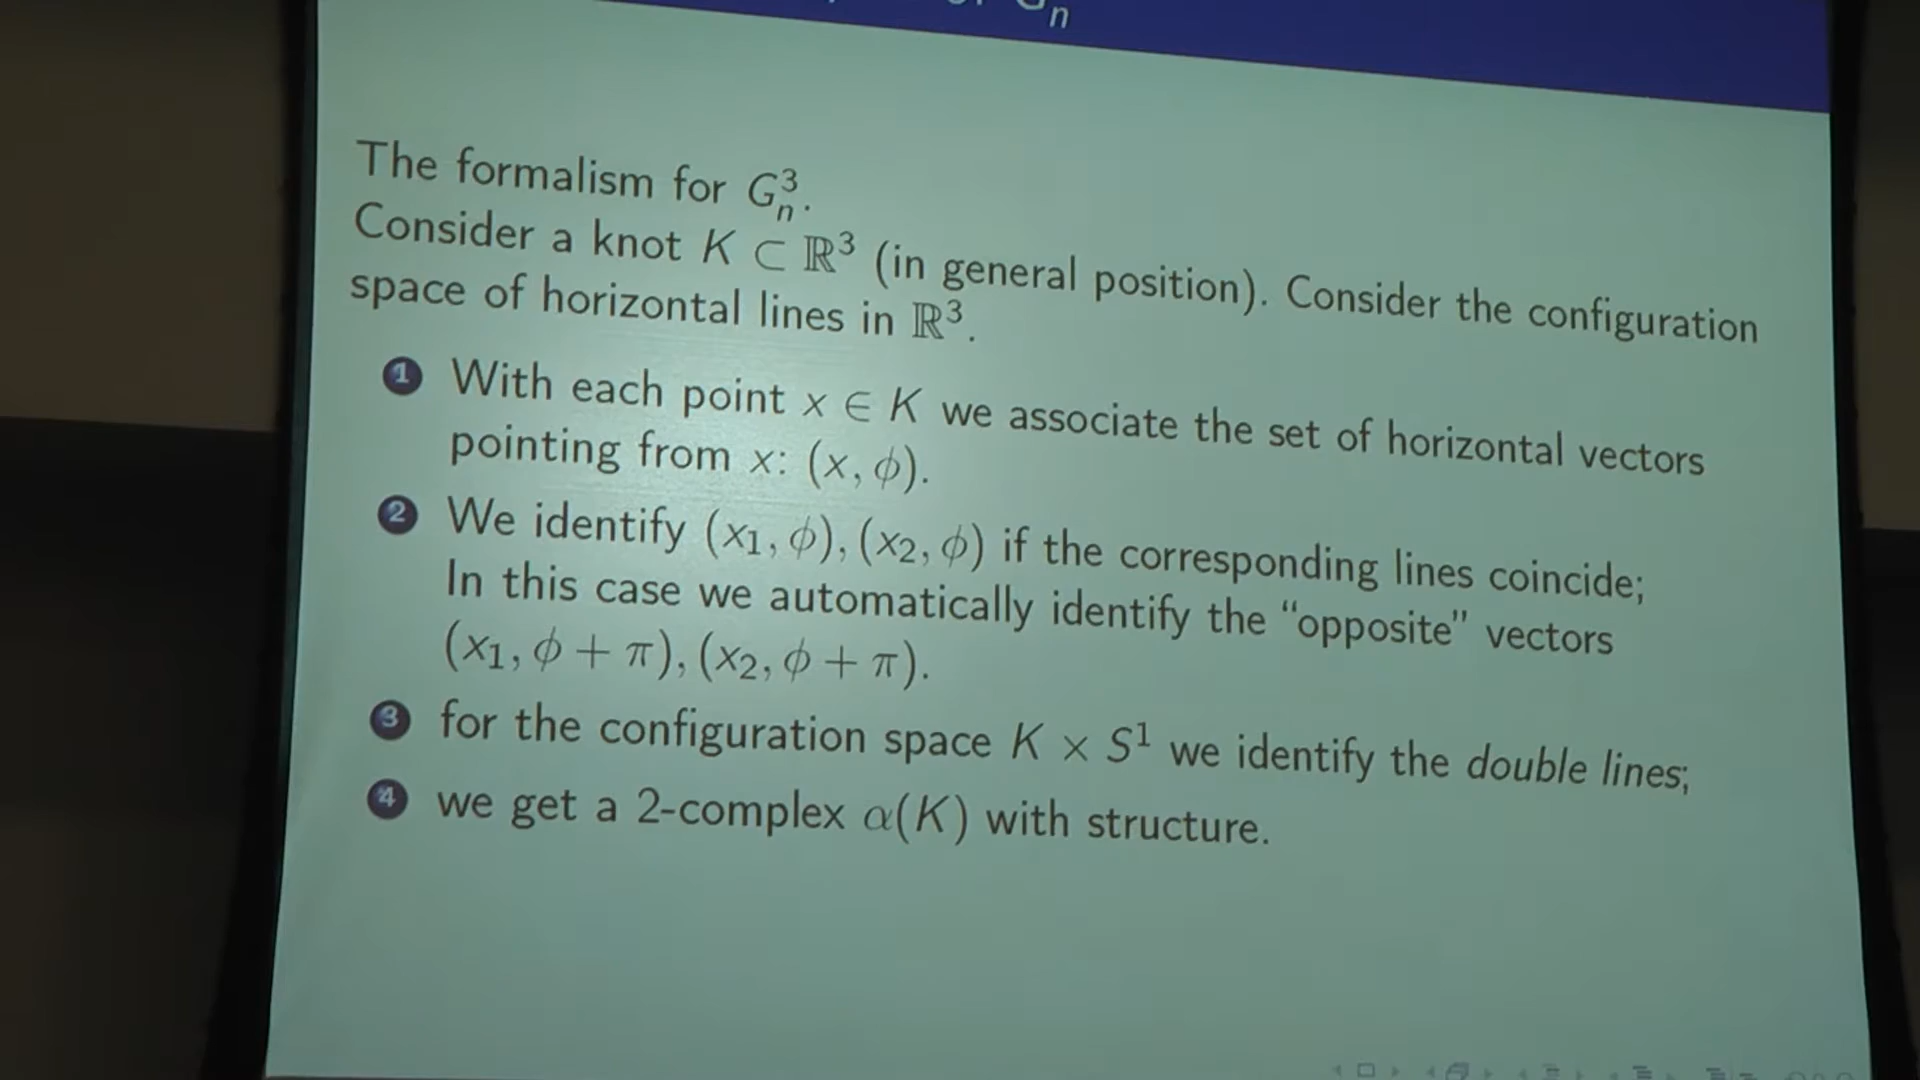 The formalism for $G_n^3$.
Consider a knot $K \subset \mathbb{R}^3$ (in general position). Consider the configuration
space of horizontal lines in $\mathbb{R}^3$.
1 With each point $x \in K$ we associate the set of horizontal vectors
pointing from $x$: $(x, \phi)$.
2 We identify $(x_1, \phi), (x_2, \phi)$ if the corresponding lines coincide;
In this case we automatically identify the “opposite” vectors
$(x_1, \phi + \pi), (x_2, \phi + \pi)$.
3 for the configuration space $K \times S^1$ we identify the double lines;
4 we get a 2-complex $\alpha(K)$ with structure.